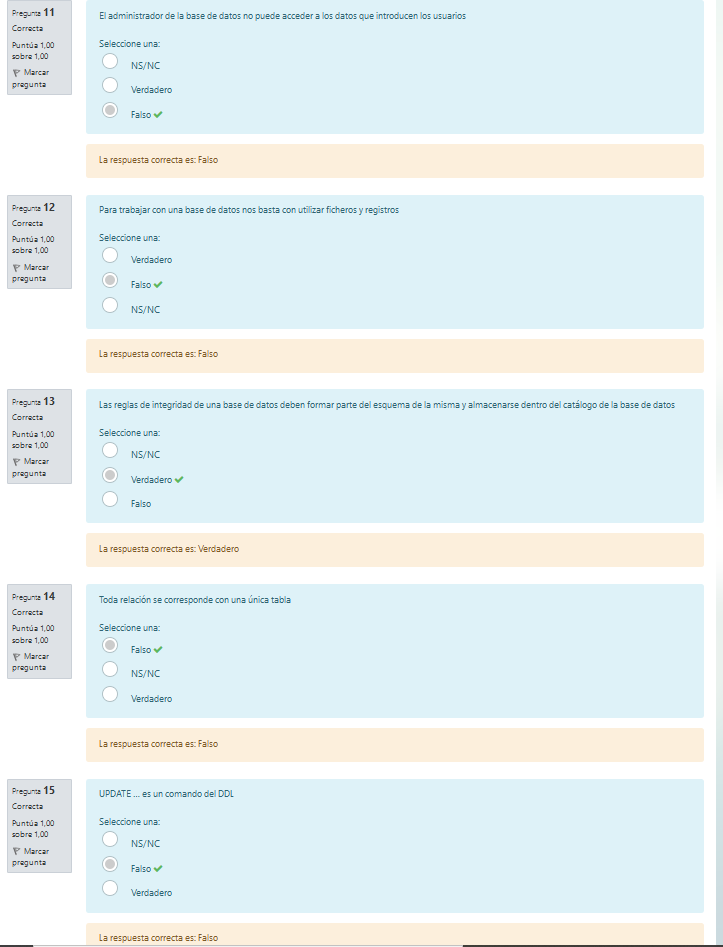 Pregunta 11
Correcta
Puntúa 1,00
sobre 1,00
Marcar
pregunta
El administrador de la base de datos no puede acceder a los datos que introducen los usuarios
Seleccione una:
NS/NC
Verdadero
Falso
La respuesta correcta es: Falso
Pregunta 12
Correcta
Puntúa 1,00
sobre 1,00
Marcar
pregunta
Para trabajar con una base de datos nos basta con utilizar ficheros y registros
Seleccione una:
Verdadero
Falso
NS/NC
La respuesta correcta es: Falso
Pregunta 13
Correcta
Puntúa 1,00
sobre 1,00
Marcar
pregunta
Las reglas de integridad de una base de datos deben formar parte del esquema de la misma y almacenarse dentro del catálogo de la base de datos
Seleccione una:
NS/NC
Verdadero
Falso
La respuesta correcta es: Verdadero
Pregunta 14
Correcta
Puntúa 1,00
sobre 1,00
Marcar
pregunta
Toda relación se corresponde con una única tabla
Seleccione una:
Falso
NS/NC
Verdadero
La respuesta correcta es: Falso
Pregunta 15
Correcta
Puntúa 1,00
sobre 1,00
Marcar
pregunta
UPDATE ... es un comando del DDL
Seleccione una:
NS/NC
Falso
Verdadero
La respuesta correcta es: Falso